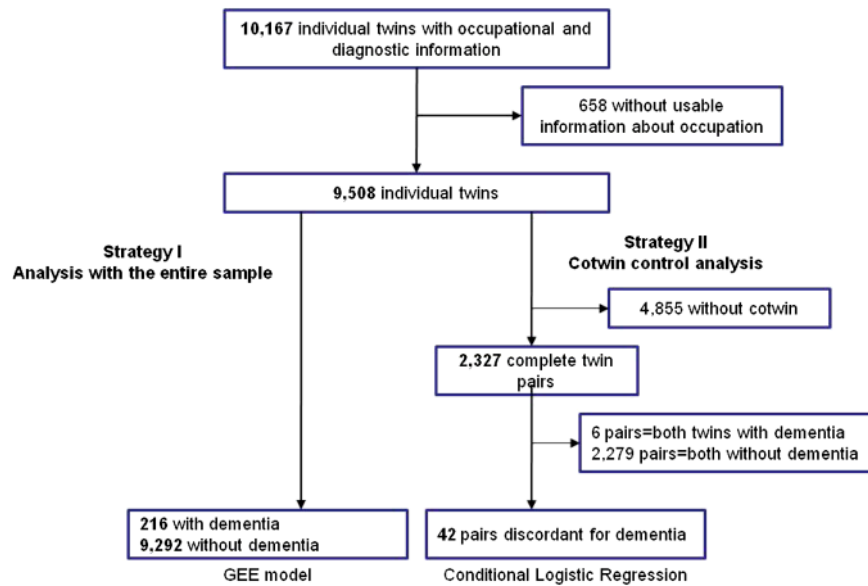 10,167 individual twins with occupational and
diagnostic information
658 without usable
information about occupation
9,508 individual twins
Strategy I
Analysis with the entire sample
Strategy II
Cotwin control analysis
4,855 without cotwin
2,327 complete twin
pairs
6 pairs=both twins with dementia
2,279 pairs=both without dementia
216 with dementia
9,292 without dementia
42 pairs discordant for dementia
GEE model
Conditional Logistic Regression